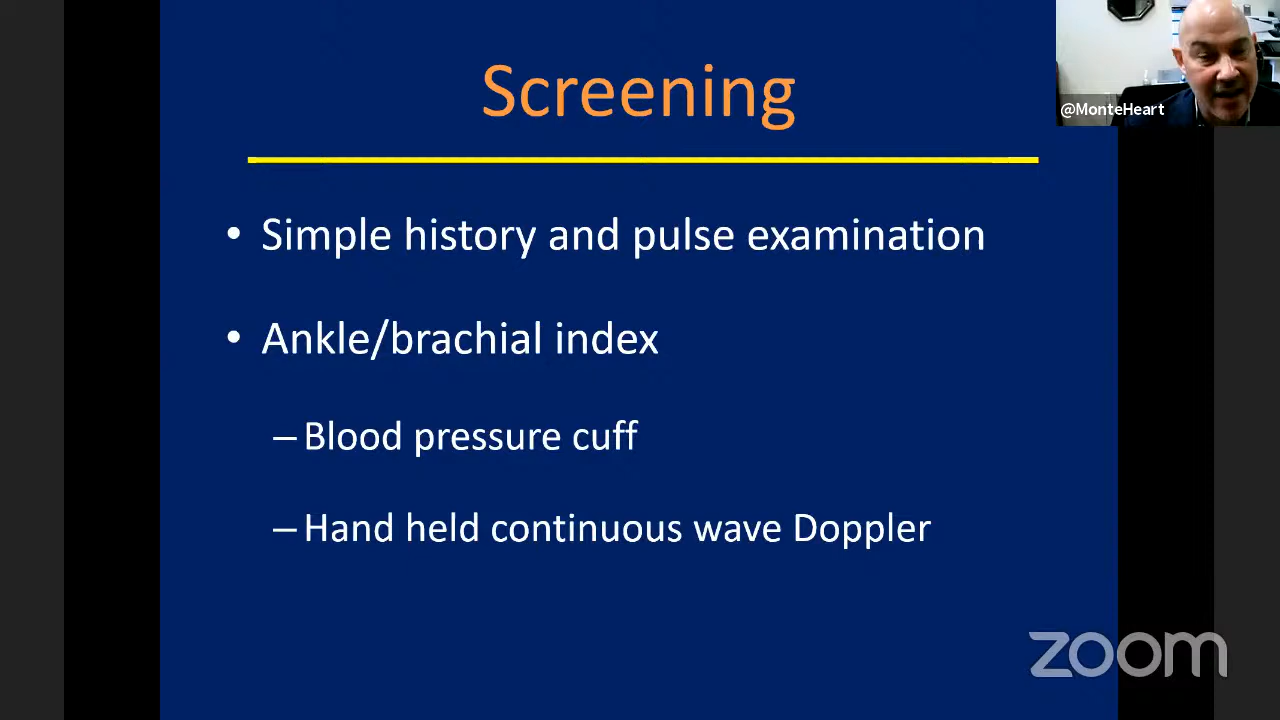 Screening
@MonteHeart
• Simple history and pulse examination
• Ankle/brachial index
– Blood pressure cuff
– Hand held continuous wave Doppler
zoom